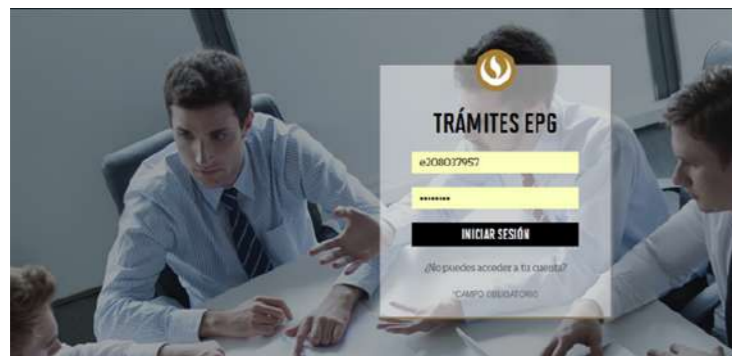 TRÁMITES EPG
e208037957
••••••••
INICIAR SESIÓN
¿No puedes acceder a tu cuenta?
*CAMPO OBLIGATORIO